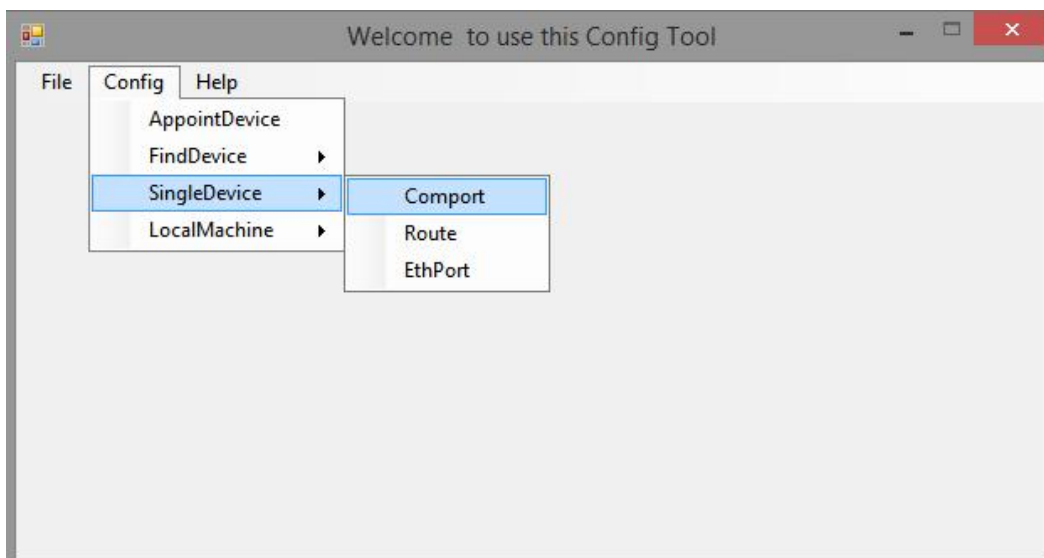 Welcome  to use this Config Tool
File Config Help
AppointDevice
FindDevice
SingleDevice
LocalMachine
Comport
Route
EthPort